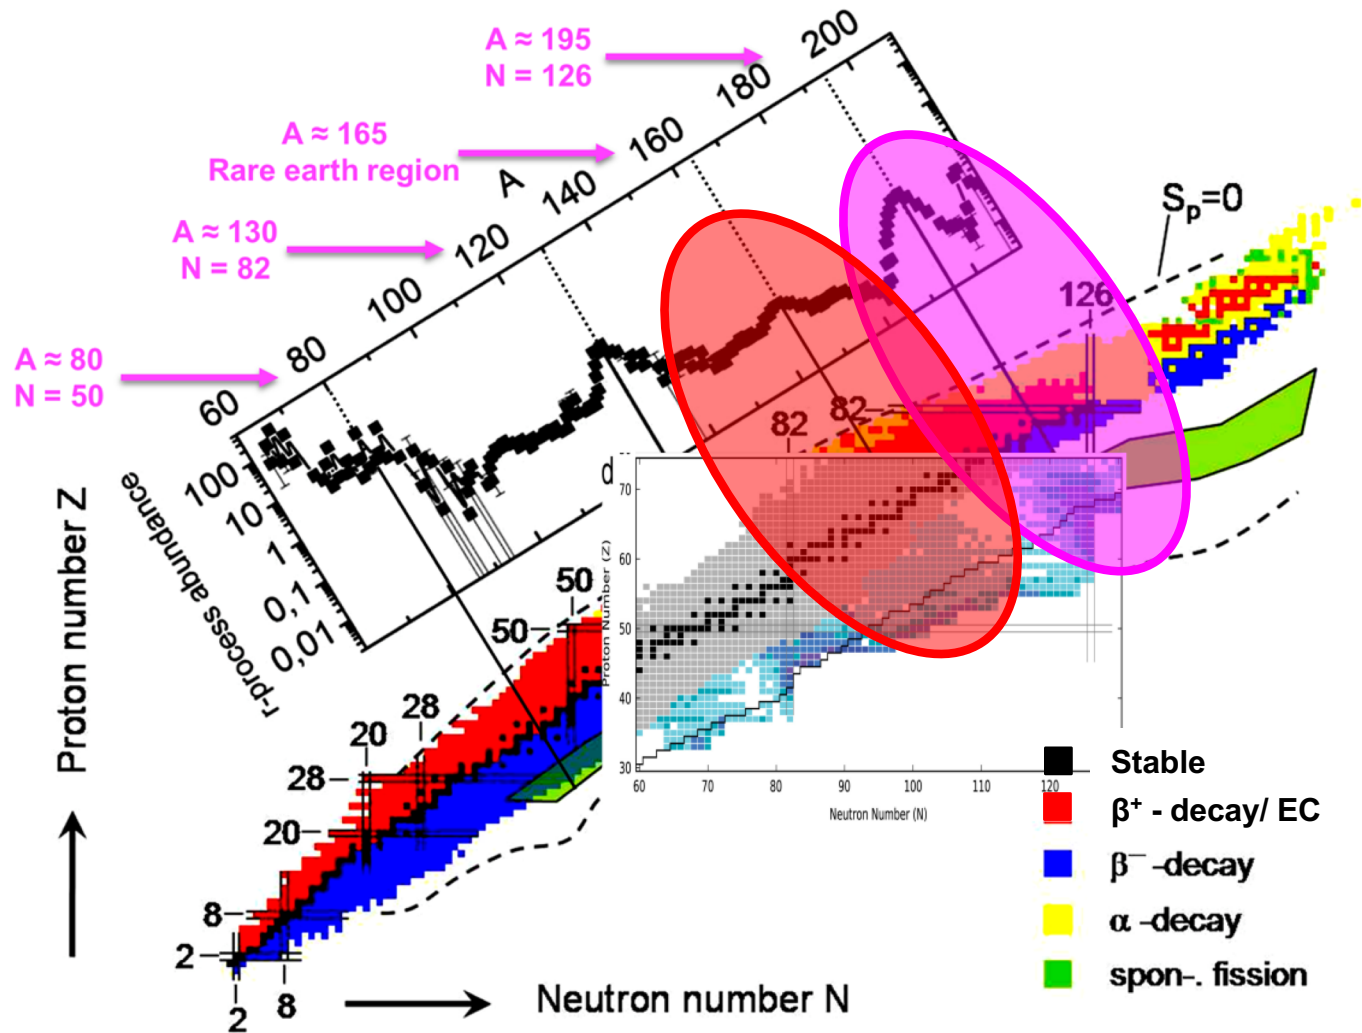 A ≈ 195
N = 126
A ≈ 165
Rare earth region
A ≈ 130
N = 82
A ≈ 80
N = 50
A
60
80
100
120
140
160
180
200
r-process abundance
100
10
1
0,1
0,01
Sp=0
126
82
82
d
50
50
28
28
20
20
8
8
2
2
Proton number Z
Neutron number N
Proton Number (Z)
70
60
50
40
30
60
70
80
90
100
110
120
Neutron Number (N)
Stable
β+ - decay/ EC
β− -decay
α -decay
spon-. fission